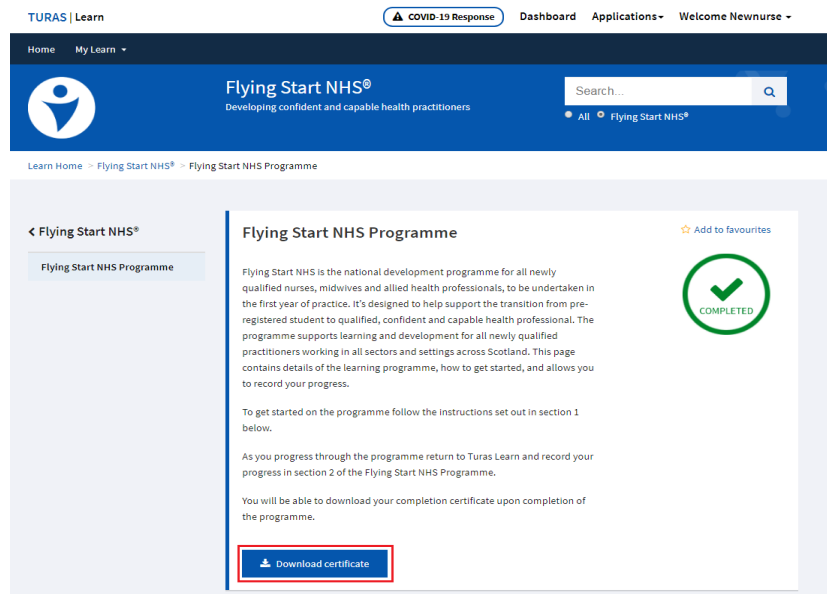 TURAS | Learn
COVID-19 Response
Dashboard
Applications
Welcome Newnurse
Home
My Learn
Flying Start NHS®
Developing confident and capable health practitioners
Search...
All
Flying Start NHS®
Learn Home > Flying Start NHS® > Flying Start NHS Programme
Flying Start NHS®
Flying Start NHS Programme
Flying Start NHS Programme
Add to favourites
COMPLETED
Flying Start NHS is the national development programme for all newly
qualified nurses, midwives and allied health professionals, to be undertaken in
the first year of practice. It's designed to help support the transition from pre-
registered student to qualified, confident and capable health professional. The
programme supports learning and development for all newly qualified
practitioners working in all sectors and settings across Scotland. This page
contains details of the learning programme, how to get started, and allows you
to record your progress.
To get started on the programme follow the instructions set out in section 1
below.
As you progress through the programme return to Turas Learn and record your
progress in section 2 of the Flying Start NHS Programme.
You will be able to download your completion certificate upon completion of
the programme.
Download certificate